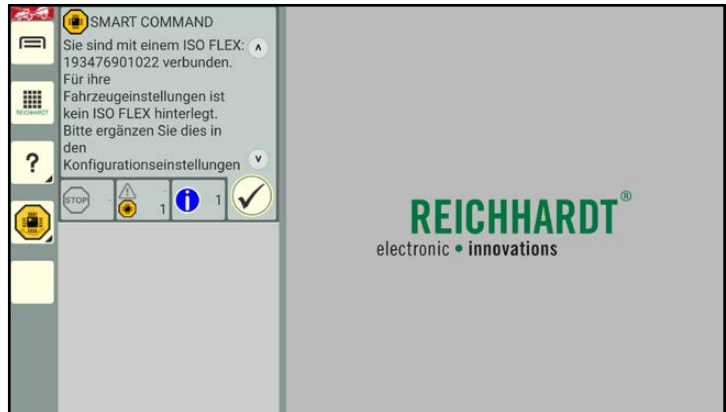 SMART COMMAND
Sie sind mit einem ISO FLEX:
193476901022 verbunden.
Für ihre
Fahrzeugeinstellungen ist
kein ISO FLEX hinterlegt.
Bitte ergänzen Sie dies in
den
Konfigurationseinstellungen
REICHHARDT
?
STOP - - 1 i 1
REICHHARDT®
electronic • innovations